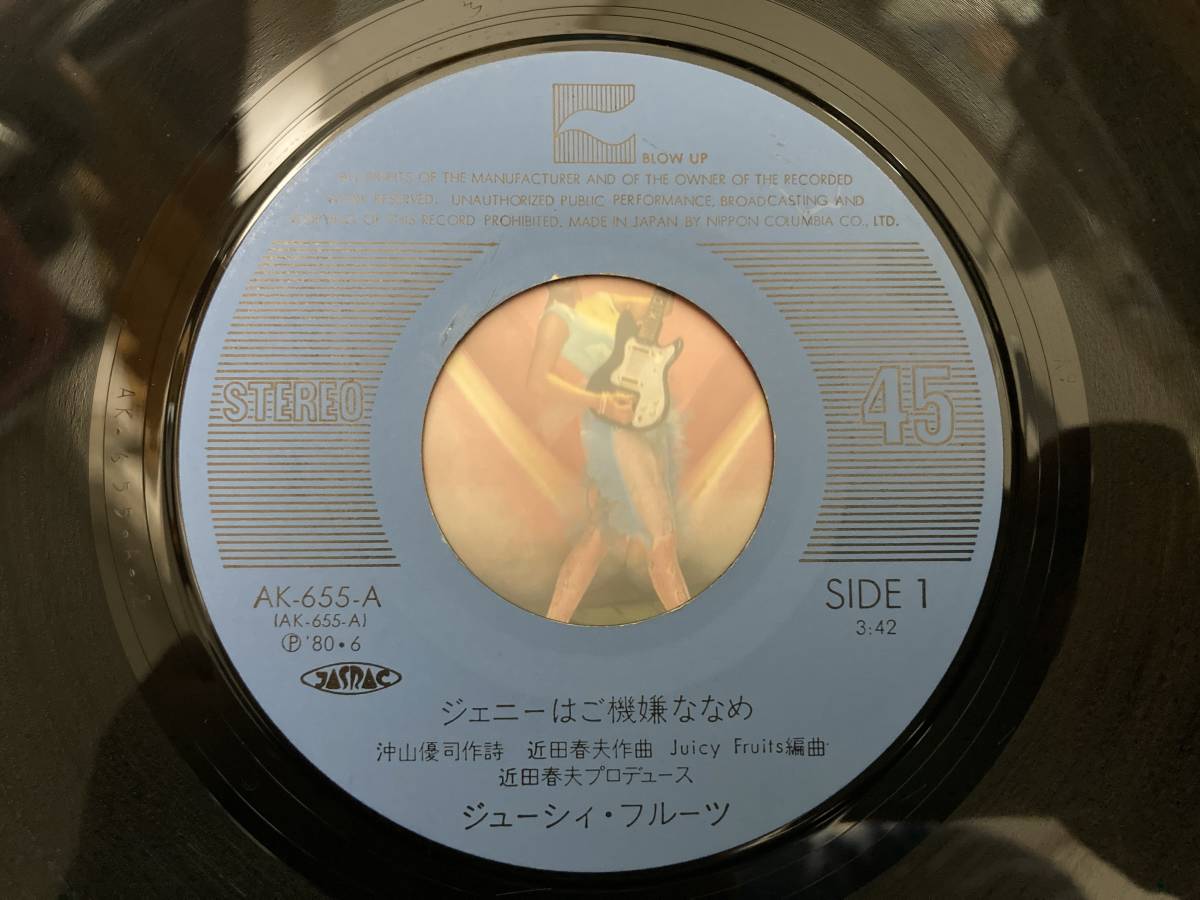 BLOW UP
ALL RIGHTS OF THE MANUFACTURER AND OF THE OWNER OF THE RECORDED
WORK RESERVED. UNAUTHORIZED PUBLIC PERFORMANCE, BROADCASTING AND
COPYING OF THIS RECORD PROHIBITED. MADE IN JAPAN BY NIPPON COLUMBIA CO., LTD.
STEREO
45
AK-655-A
(AK-655-A)
Ⓟ '80・6
JASRAC
SIDE 1
3:42
ジェニーはご機嫌ななめ
沖山優司作詩 近田春夫作曲 Juicy Fruits編曲
近田春夫プロデュース
ジューシィ・フルーツ